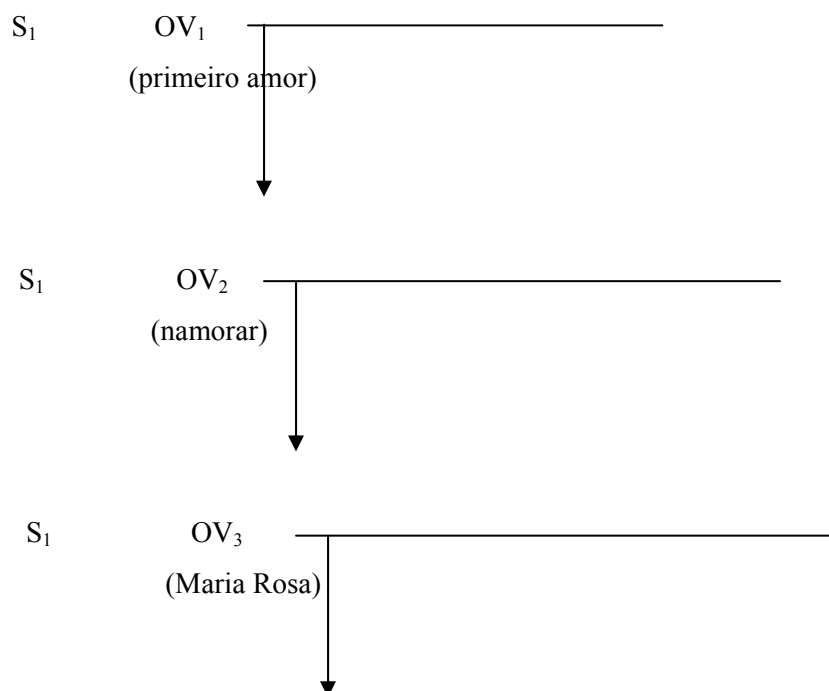 S₁ OV₁
(primeiro amor)
S₁ OV₂
(namorar)
S₁ OV₃
(Maria Rosa)